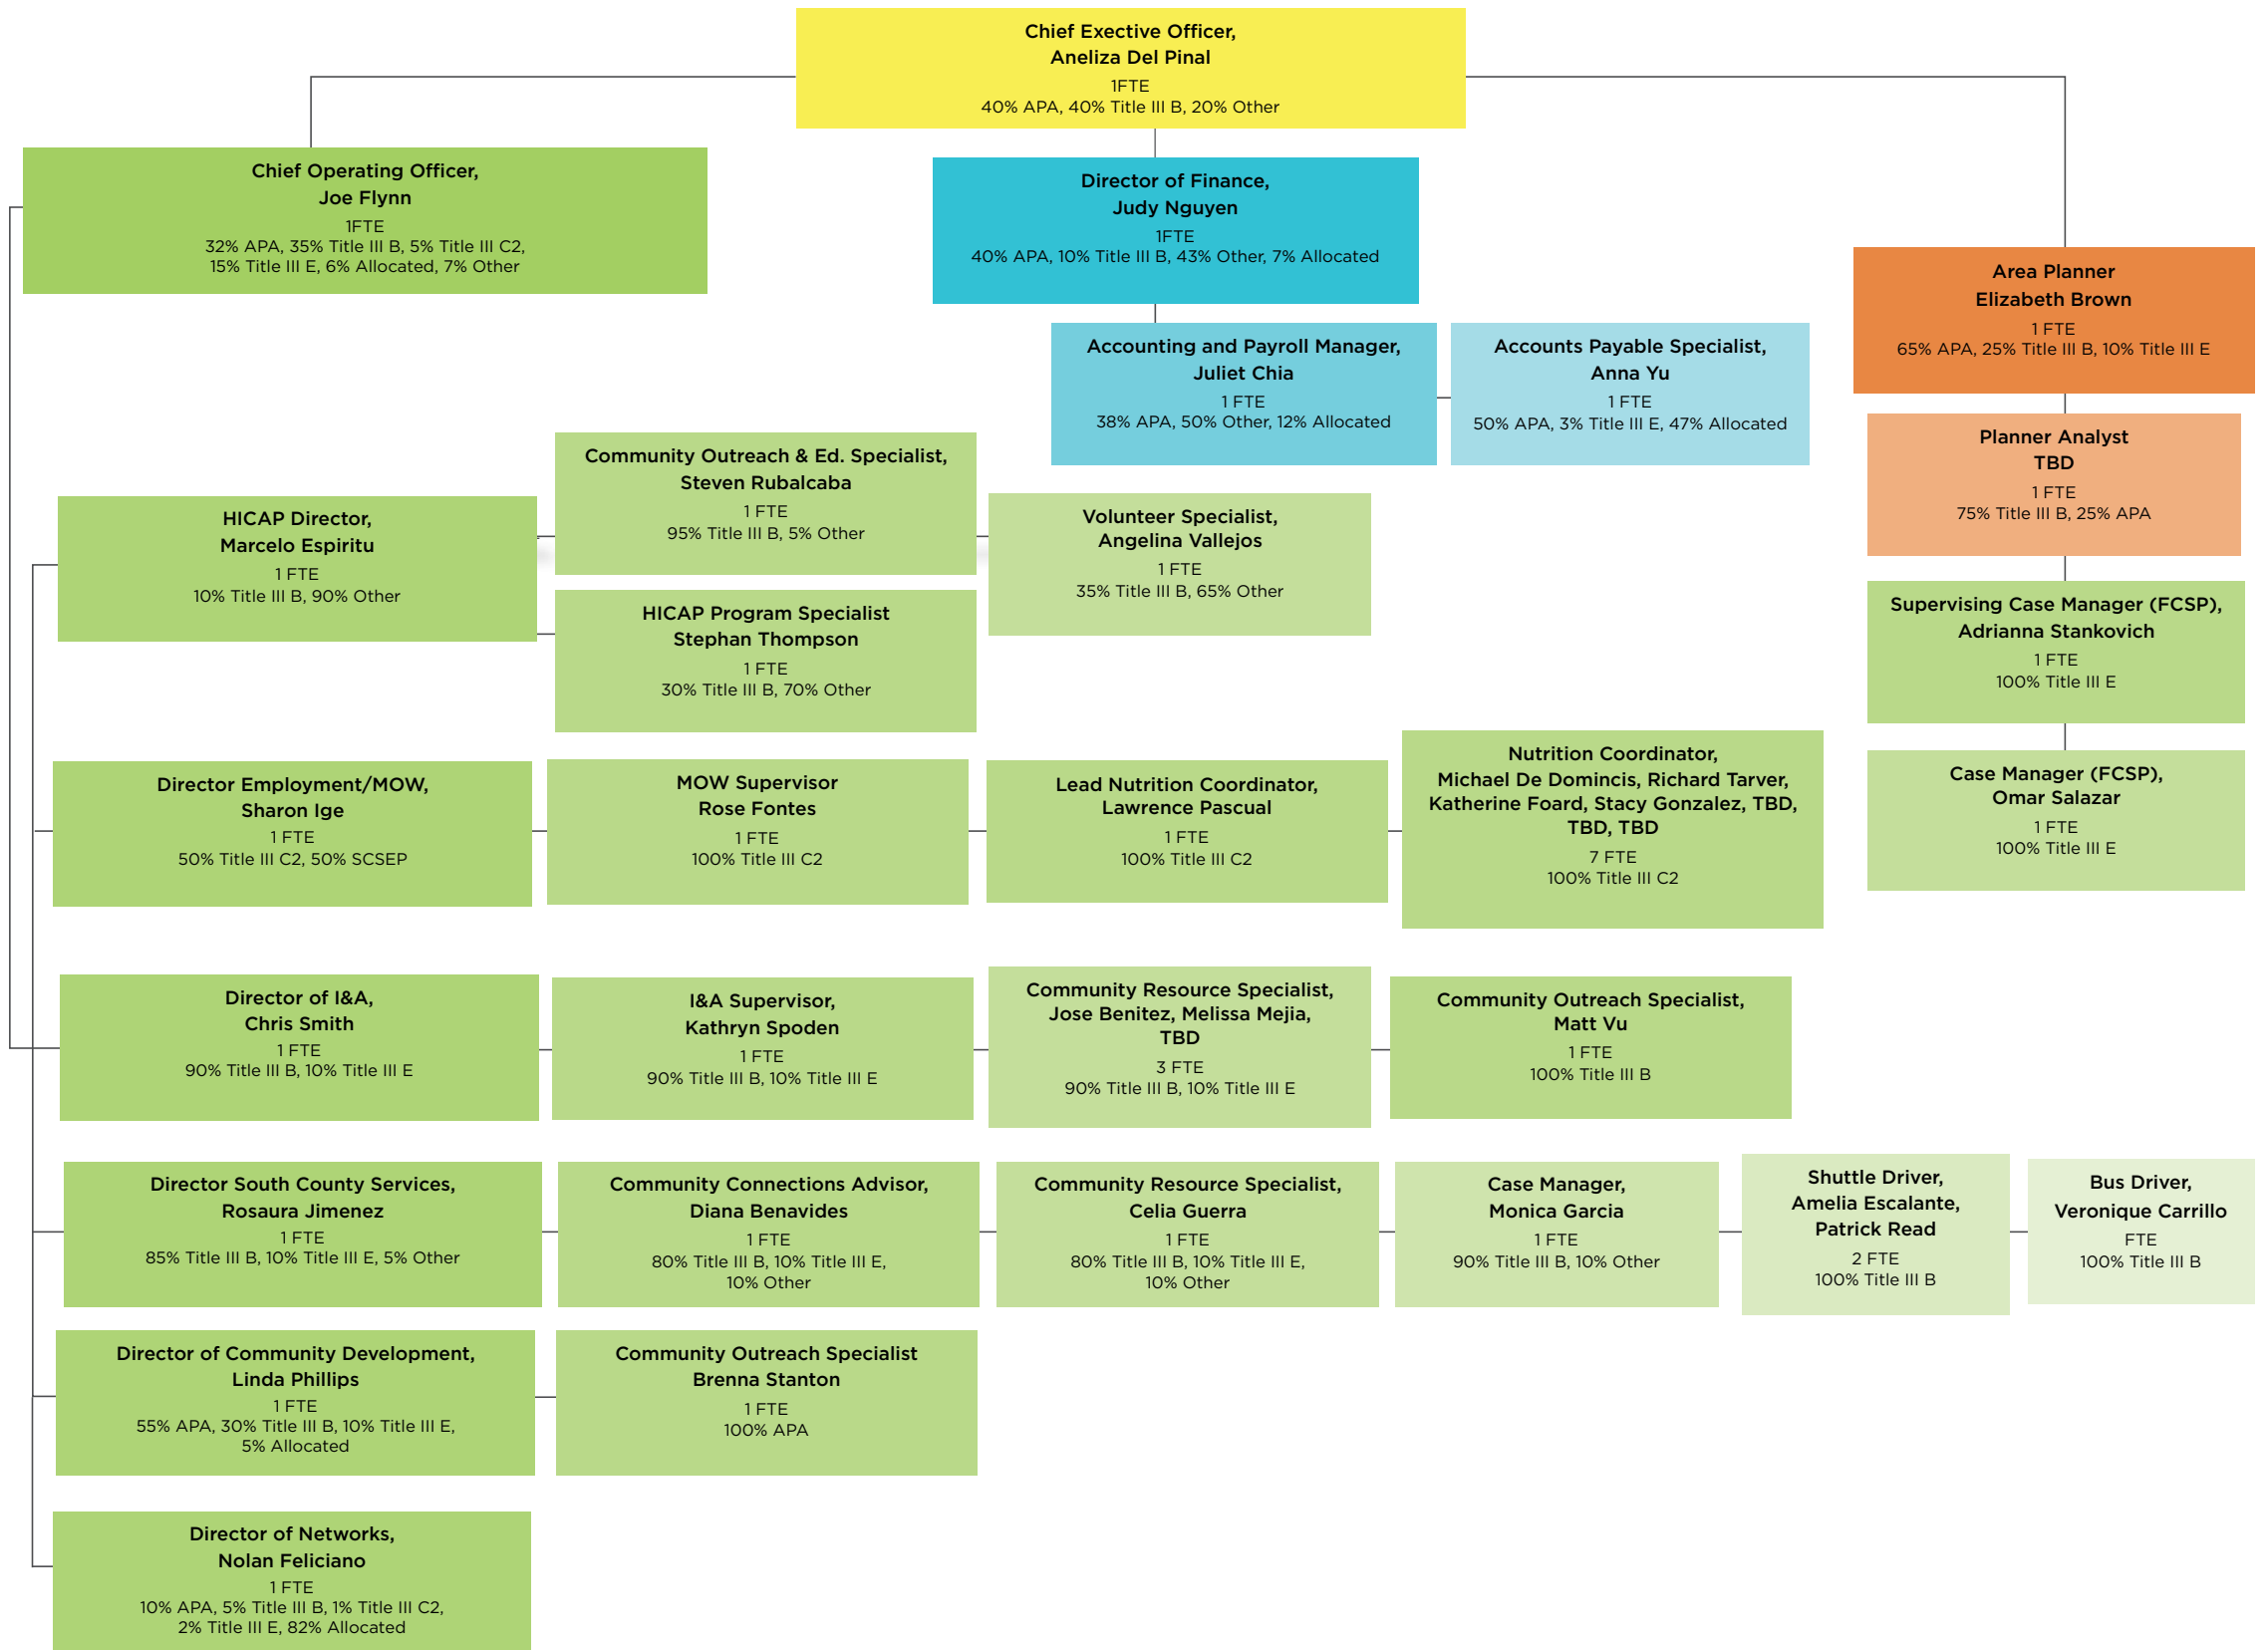 Chief Exective Officer,
Aneliza Del Pinal
1FTE
40% APA, 40% Title III B, 20% Other
Chief Operating Officer,
Joe Flynn
1FTE
32% APA, 35% Title III B, 5% Title III C2,
15% Title III E, 6% Allocated, 7% Other
Director of Finance,
Judy Nguyen
1FTE
40% APA, 10% Title III B, 43% Other, 7% Allocated
Area Planner
Elizabeth Brown
1 FTE
65% APA, 25% Title III B, 10% Title III E
Accounting and Payroll Manager,
Juliet Chia
1 FTE
38% APA, 50% Other, 12% Allocated
Accounts Payable Specialist,
Anna Yu
1 FTE
50% APA, 3% Title III E, 47% Allocated
Planner Analyst
TBD
1 FTE
75% Title III B, 25% APA
HICAP Director,
Marcelo Espiritu
1 FTE
10% Title III B, 90% Other
Community Outreach & Ed. Specialist,
Steven Rubalcaba
1 FTE
95% Title III B, 5% Other
Volunteer Specialist,
Angelina Vallejos
1 FTE
35% Title III B, 65% Other
HICAP Program Specialist
Stephan Thompson
1 FTE
30% Title III B, 70% Other
Supervising Case Manager (FCSP),
Adrianna Stankovich
1 FTE
100% Title III E
Director Employment/MOW,
Sharon Ige
1 FTE
50% Title III C2, 50% SCSEP
MOW Supervisor
Rose Fontes
1 FTE
100% Title III C2
Lead Nutrition Coordinator,
Lawrence Pascual
1 FTE
100% Title III C2
Nutrition Coordinator,
Michael De Domincis, Richard Tarver,
Katherine Foard, Stacy Gonzalez, TBD,
TBD, TBD
7 FTE
100% Title III C2
Case Manager (FCSP),
Omar Salazar
1 FTE
100% Title III E
Director of I&A,
Chris Smith
1 FTE
90% Title III B, 10% Title III E
I&A Supervisor,
Kathryn Spoden
1 FTE
90% Title III B, 10% Title III E
Community Resource Specialist,
Jose Benitez, Melissa Mejia,
TBD
3 FTE
90% Title III B, 10% Title III E
Community Outreach Specialist,
Matt Vu
1 FTE
100% Title III B
Director South County Services,
Rosaura Jimenez
1 FTE
85% Title III B, 10% Title III E, 5% Other
Community Connections Advisor,
Diana Benavides
1 FTE
80% Title III B, 10% Title III E,
10% Other
Community Resource Specialist,
Celia Guerra
1 FTE
80% Title III B, 10% Title III E,
10% Other
Case Manager,
Monica Garcia
1 FTE
90% Title III B, 10% Other
Shuttle Driver,
Amelia Escalante,
Patrick Read
2 FTE
100% Title III B
Bus Driver,
Veronique Carrillo
FTE
100% Title III B
Director of Community Development,
Linda Phillips
1 FTE
55% APA, 30% Title III B, 10% Title III E,
5% Allocated
Community Outreach Specialist
Brenna Stanton
1 FTE
100% APA
Director of Networks,
Nolan Feliciano
1 FTE
10% APA, 5% Title III B, 1% Title III C2,
2% Title III E, 82% Allocated